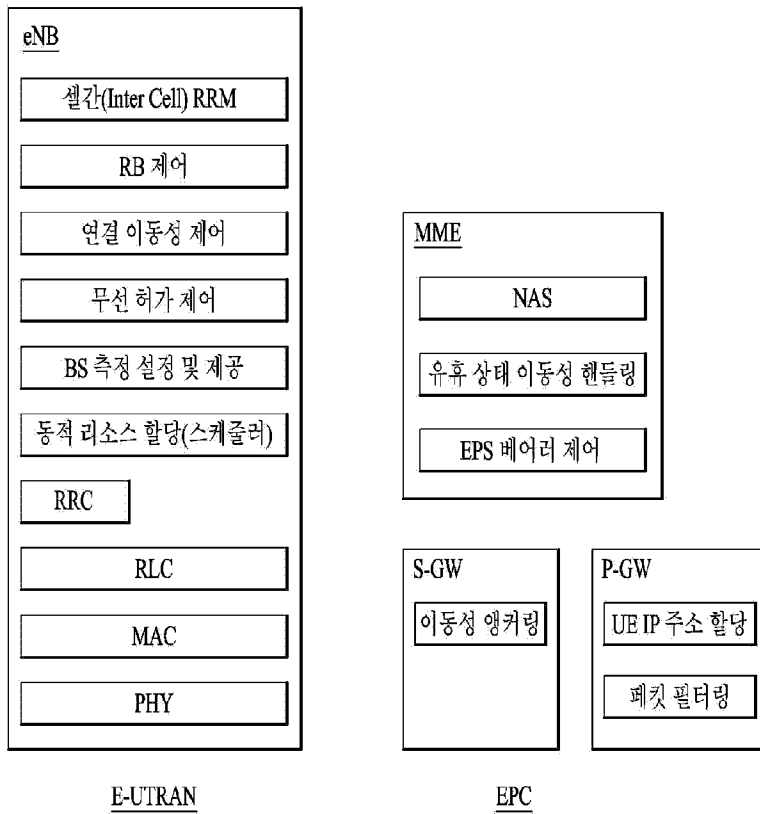 eNB
셀간(Inter Cell) RRM
RB 제어
연결 이동성 제어
무선 허가 제어
BS 측정 설정 및 제공
동적 리소스 할당(스케줄러)
RRC
RLC
MAC
PHY
E-UTRAN
MME
NAS
유휴 상태 이동성 핸들링
EPS 베어러 제어
S-GW
이동성 앵커링
P-GW
UE IP 주소 할당
패킷 필터링
EPC